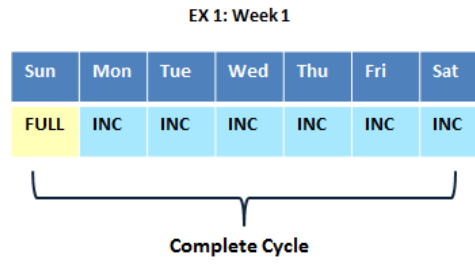 EX 1: Week 1
Sun Mon Tue Wed Thu Fri Sat
FULL INC INC INC INC INC INC
Complete Cycle